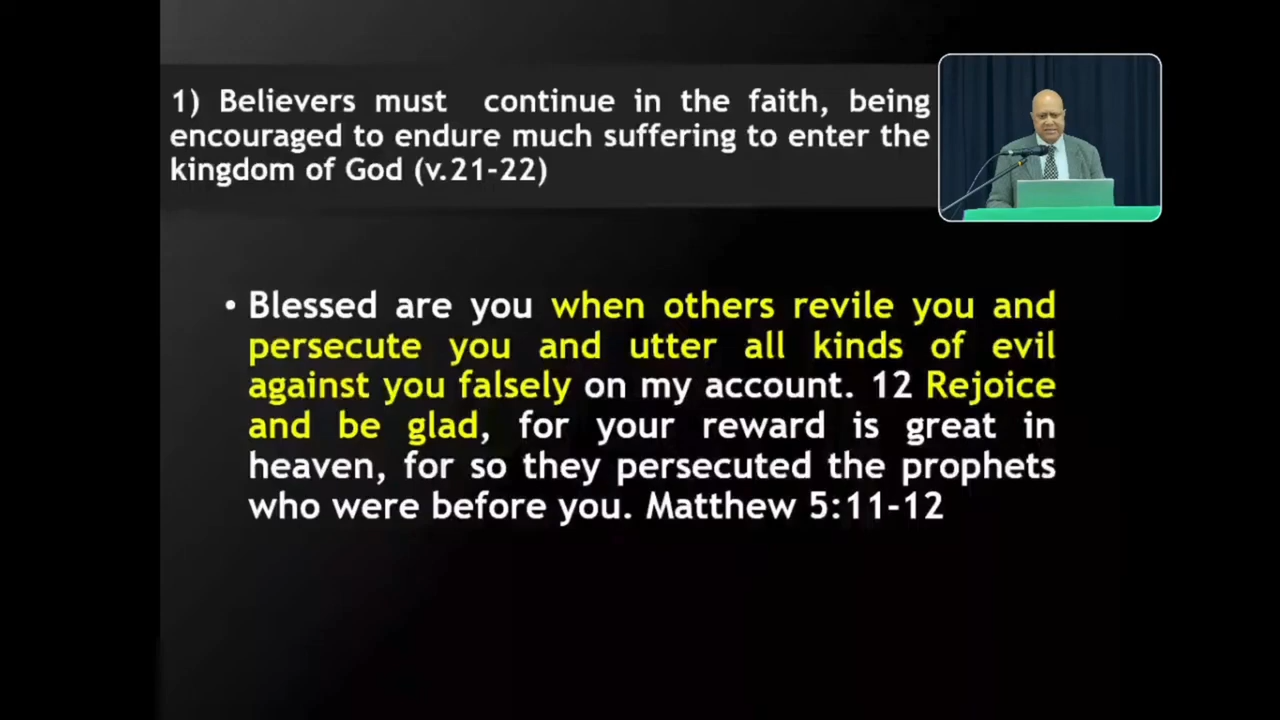 1) Believers must continue in the faith, being
encouraged to endure much suffering to enter the
kingdom of God (v.21-22)
• Blessed are you when others revile you and
persecute you and utter all kinds of evil
against you falsely on my account. 12 Rejoice
and be glad, for your reward is great in
heaven, for so they persecuted the prophets
who were before you. Matthew 5:11-12